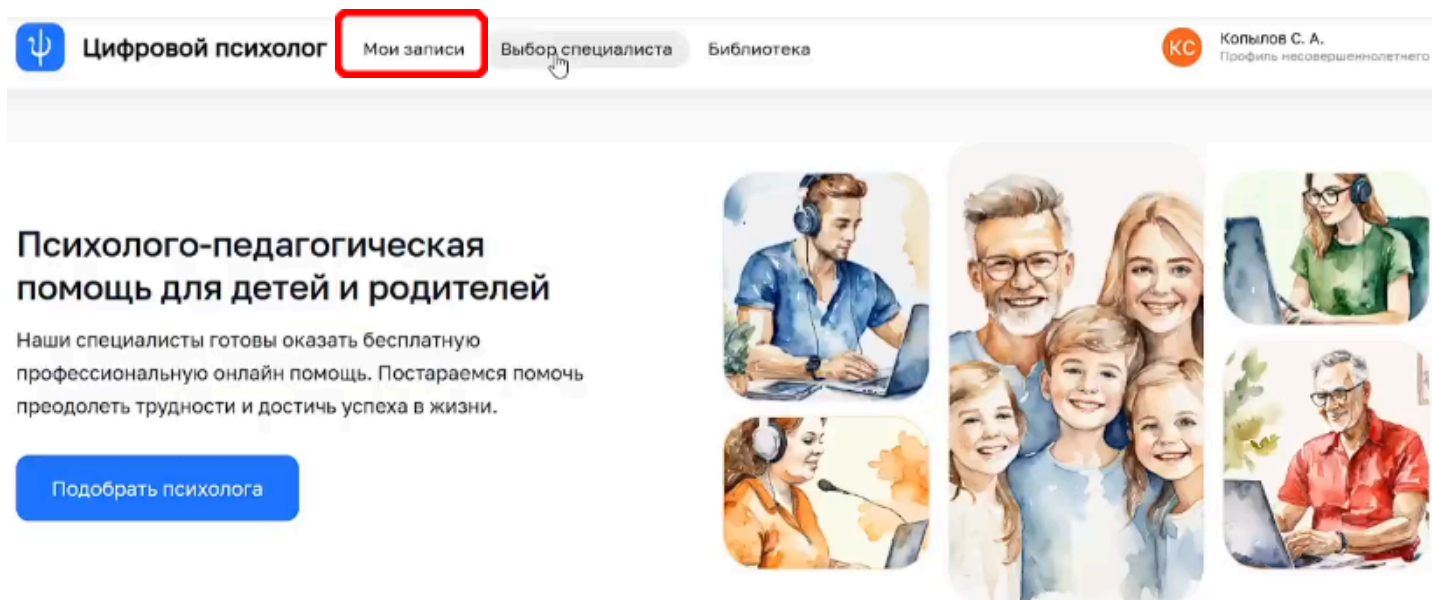 Цифровой психолог
Мои записи
Выбор специалиста
Библиотека
КС
Копылов С. А.
Профиль несовершеннолетнего
Психолого-педагогическая
помощь для детей и родителей
Наши специалисты готовы оказать бесплатную
профессиональную онлайн помощь. Постараемся помочь
преодолеть трудности и достичь успеха в жизни.
Подобрать психолога